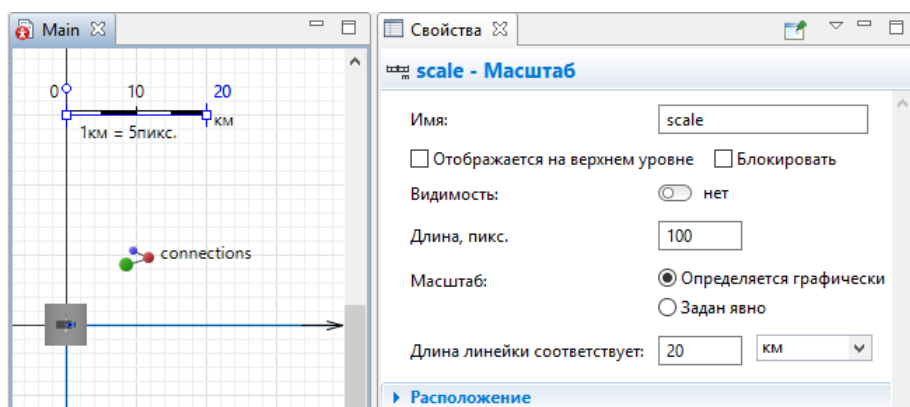 Main
0 10 20
км
1км = 5пикс.
connections
Свойства
scale - Масштаб
Имя: scale
Отображается на верхнем уровне Блокировать
Видимость: нет
Длина, пикс. 100
Масштаб: Определяется графически
Задан явно
Длина линейки соответствует: 20 км
Расположение